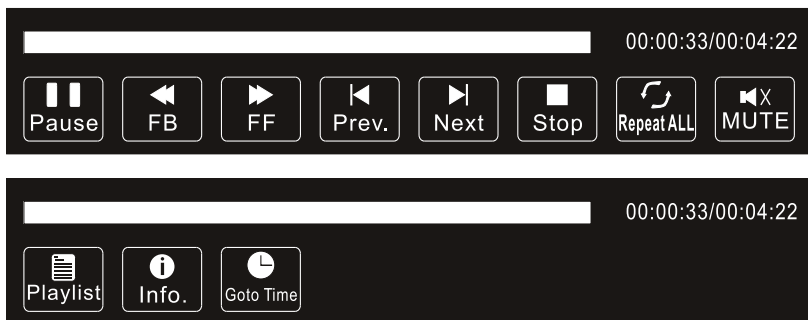 00:00:33/00:04:22
Pause FB FF Prev. Next Stop Repeat ALL MUTE
00:00:33/00:04:22
Playlist Info. Goto Time